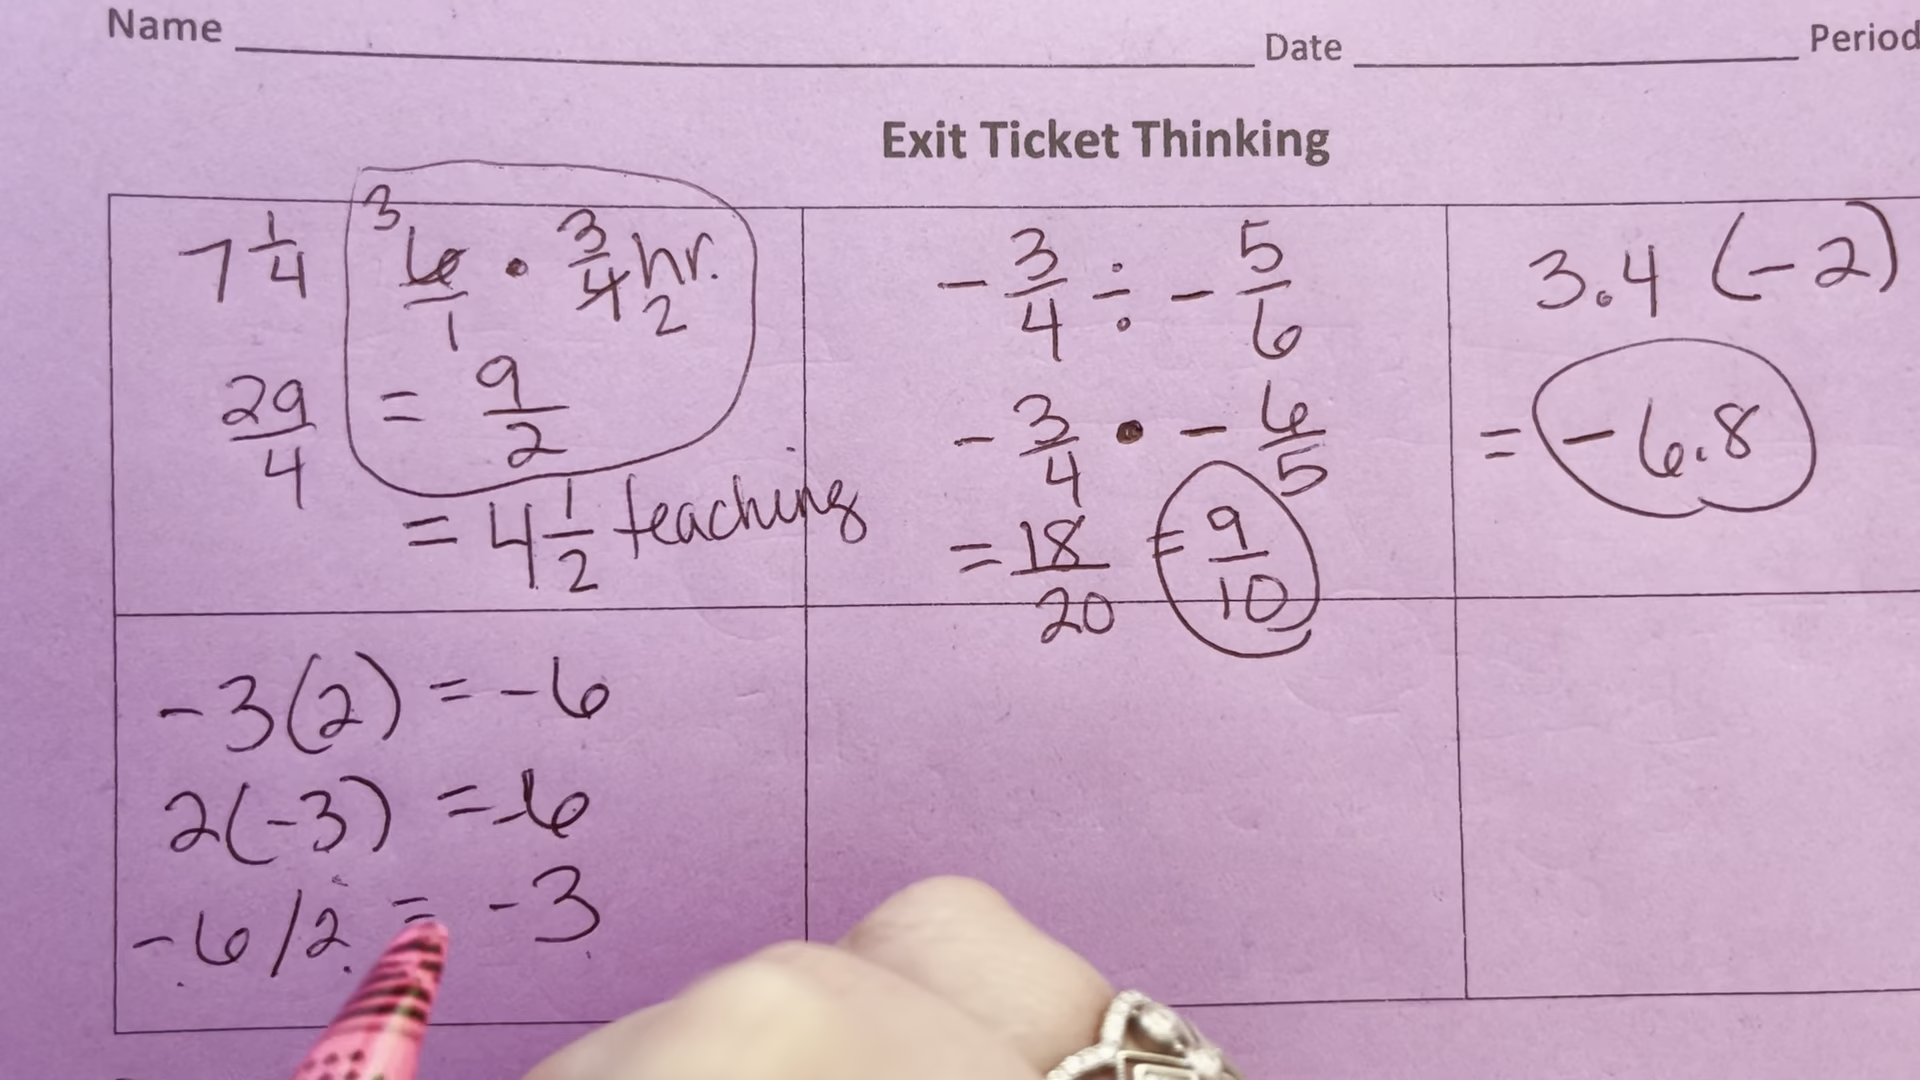 Name Date Period
Exit Ticket Thinking
7 1/4
29/4
3
6/1 · 3/4 hr.
2
= 9/2
= 4 1/2 teaching
- 3/4 ÷ - 5/6
- 3/4 · - 6/5
= 18/20 = 9/10
3.4 (-2)
= -6.8
-3(2) = -6
2(-3) = -6
-6/2 = -3